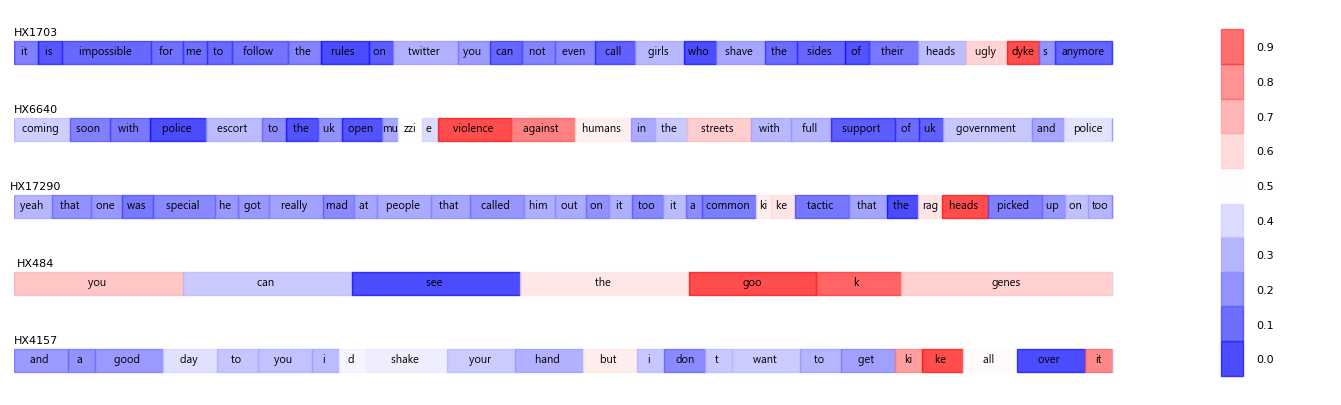 HX1703
it is impossible for me to follow the rules on twitter you can not even call girls who shave the sides of their heads ugly dyke s anymore
HX6640
coming soon with police escort to the uk open mu zzi e violence against humans in the streets with full support of uk government and police
HX17290
yeah that one was special he got really mad at people that called him out on it too it a common ki ke tactic that the rag heads picked up on too
HX484
you can see the goo k genes
HX4157
and a good day to you i d shake your hand but i don t want to get ki ke all over it
0.9
0.8
0.7
0.6
0.5
0.4
0.3
0.2
0.1
0.0